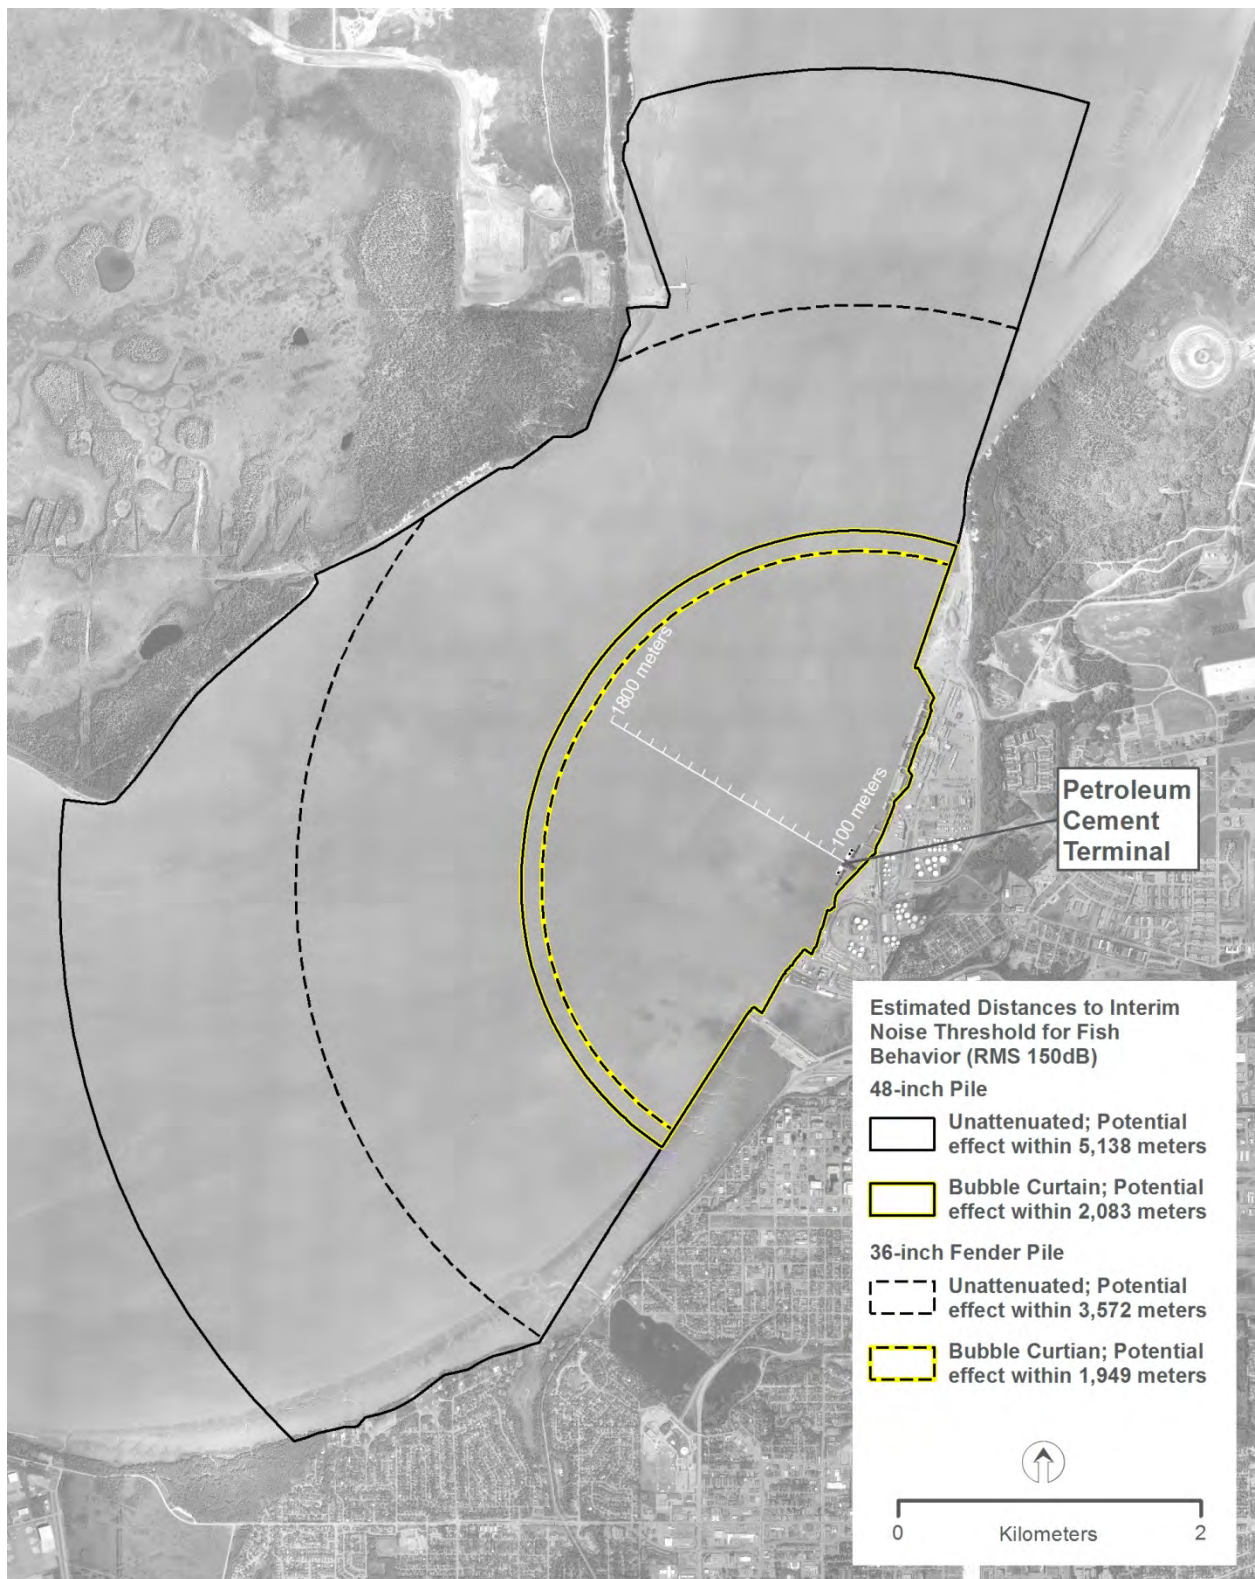 1800 meters
100 meters
Petroleum
Cement
Terminal
Estimated Distances to Interim
Noise Threshold for Fish
Behavior (RMS 150dB)
48-inch Pile
Unattenuated; Potential
effect within 5,138 meters
Bubble Curtain; Potential
effect within 2,083 meters
36-inch Fender Pile
Unattenuated; Potential
effect within 3,572 meters
Bubble Curtian; Potential
effect within 1,949 meters
0
Kilometers
2